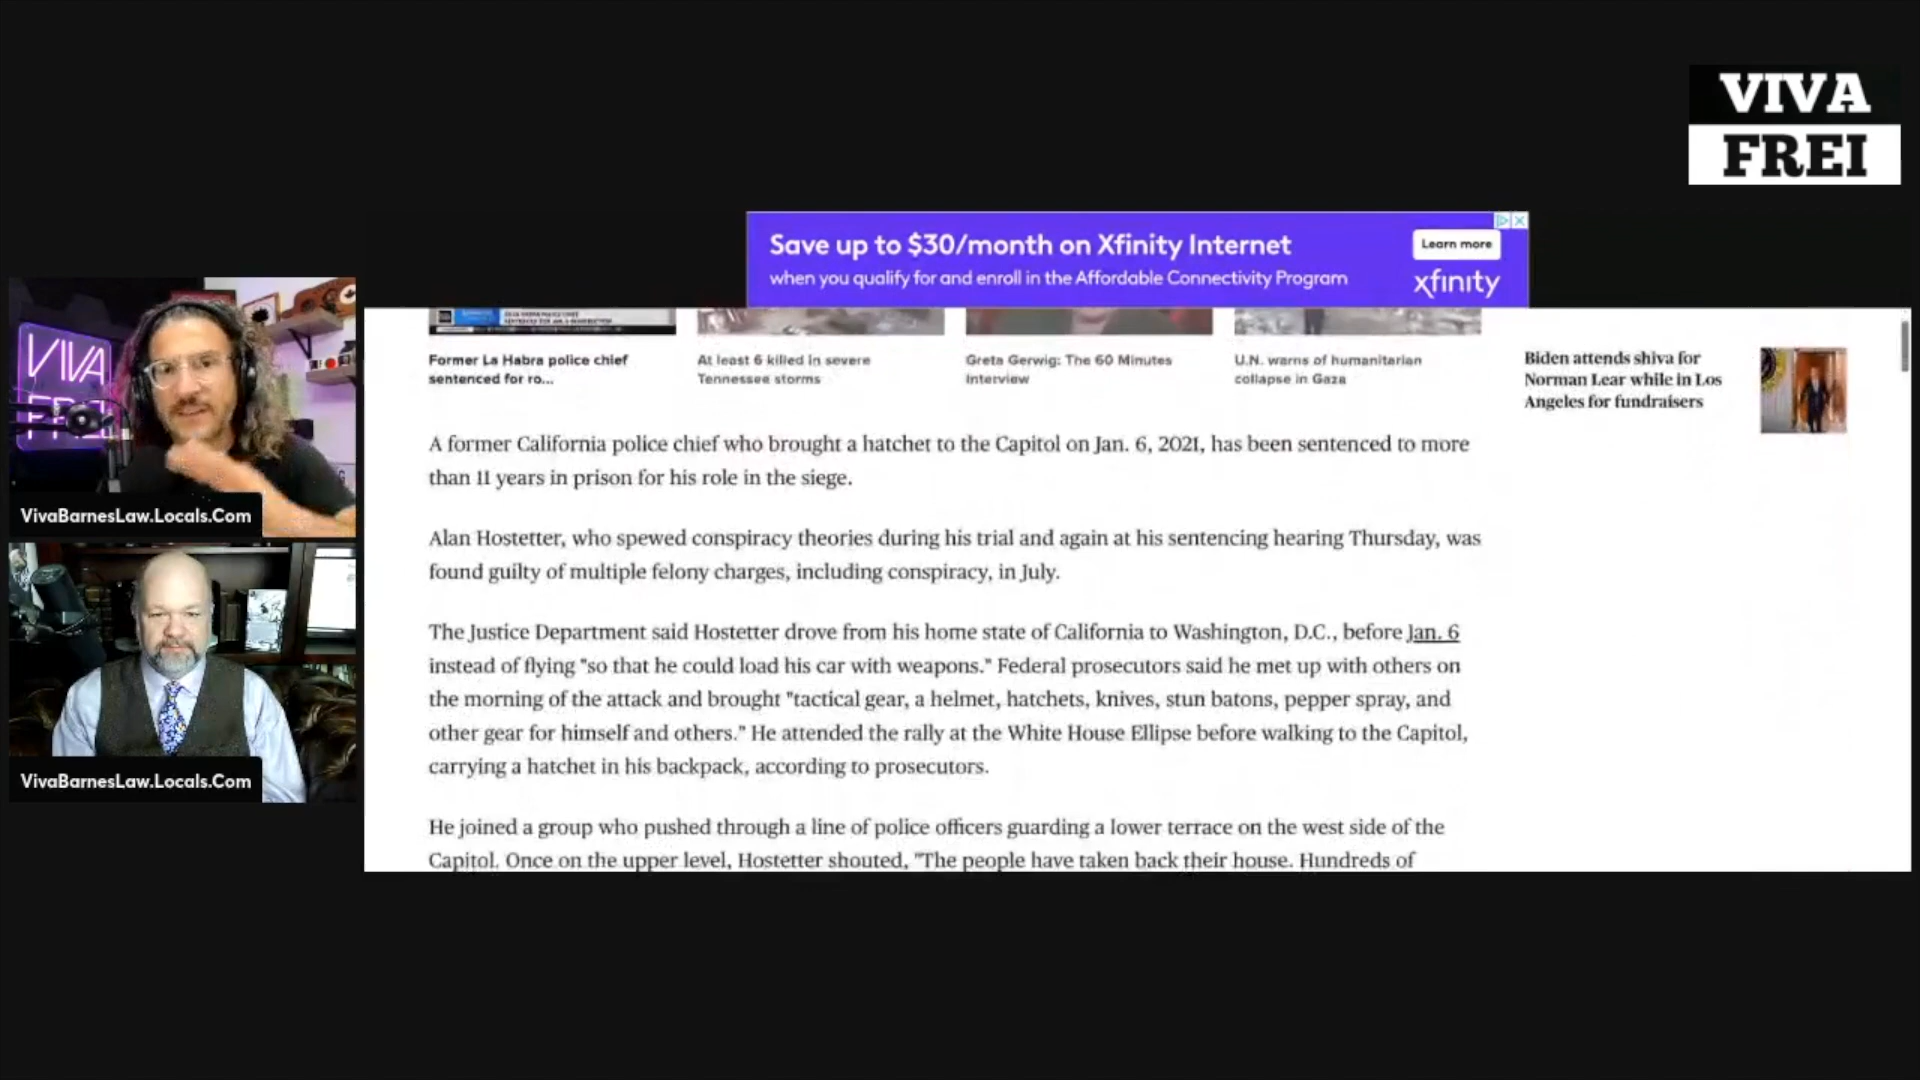 VIVA
FREI
Save up to $30/month on Xfinity Internet
when you qualify for and enroll in the Affordable Connectivity Program
Learn more
xfinity
VIVA
FREI
VivaBarnesLaw.Locals.Com
VivaBarnesLaw.Locals.Com
Former La Habra police chief
sentenced for ro...
At least 6 killed in severe
Tennessee storms
Greta Gerwig: The 60 Minutes
Interview
U.N. warns of humanitarian
collapse in Gaza
Biden attends shiva for
Norman Lear while in Los
Angeles for fundraisers
A former California police chief who brought a hatchet to the Capitol on Jan. 6, 2021, has been sentenced to more
than 11 years in prison for his role in the siege.
Alan Hostetter, who spewed conspiracy theories during his trial and again at his sentencing hearing Thursday, was
found guilty of multiple felony charges, including conspiracy, in July.
The Justice Department said Hostetter drove from his home state of California to Washington, D.C., before Jan. 6
instead of flying "so that he could load his car with weapons." Federal prosecutors said he met up with others on
the morning of the attack and brought "tactical gear, a helmet, hatchets, knives, stun batons, pepper spray, and
other gear for himself and others." He attended the rally at the White House Ellipse before walking to the Capitol,
carrying a hatchet in his backpack, according to prosecutors.
He joined a group who pushed through a line of police officers guarding a lower terrace on the west side of the
Capitol. Once on the upper level, Hostetter shouted, "The people have taken back their house. Hundreds of